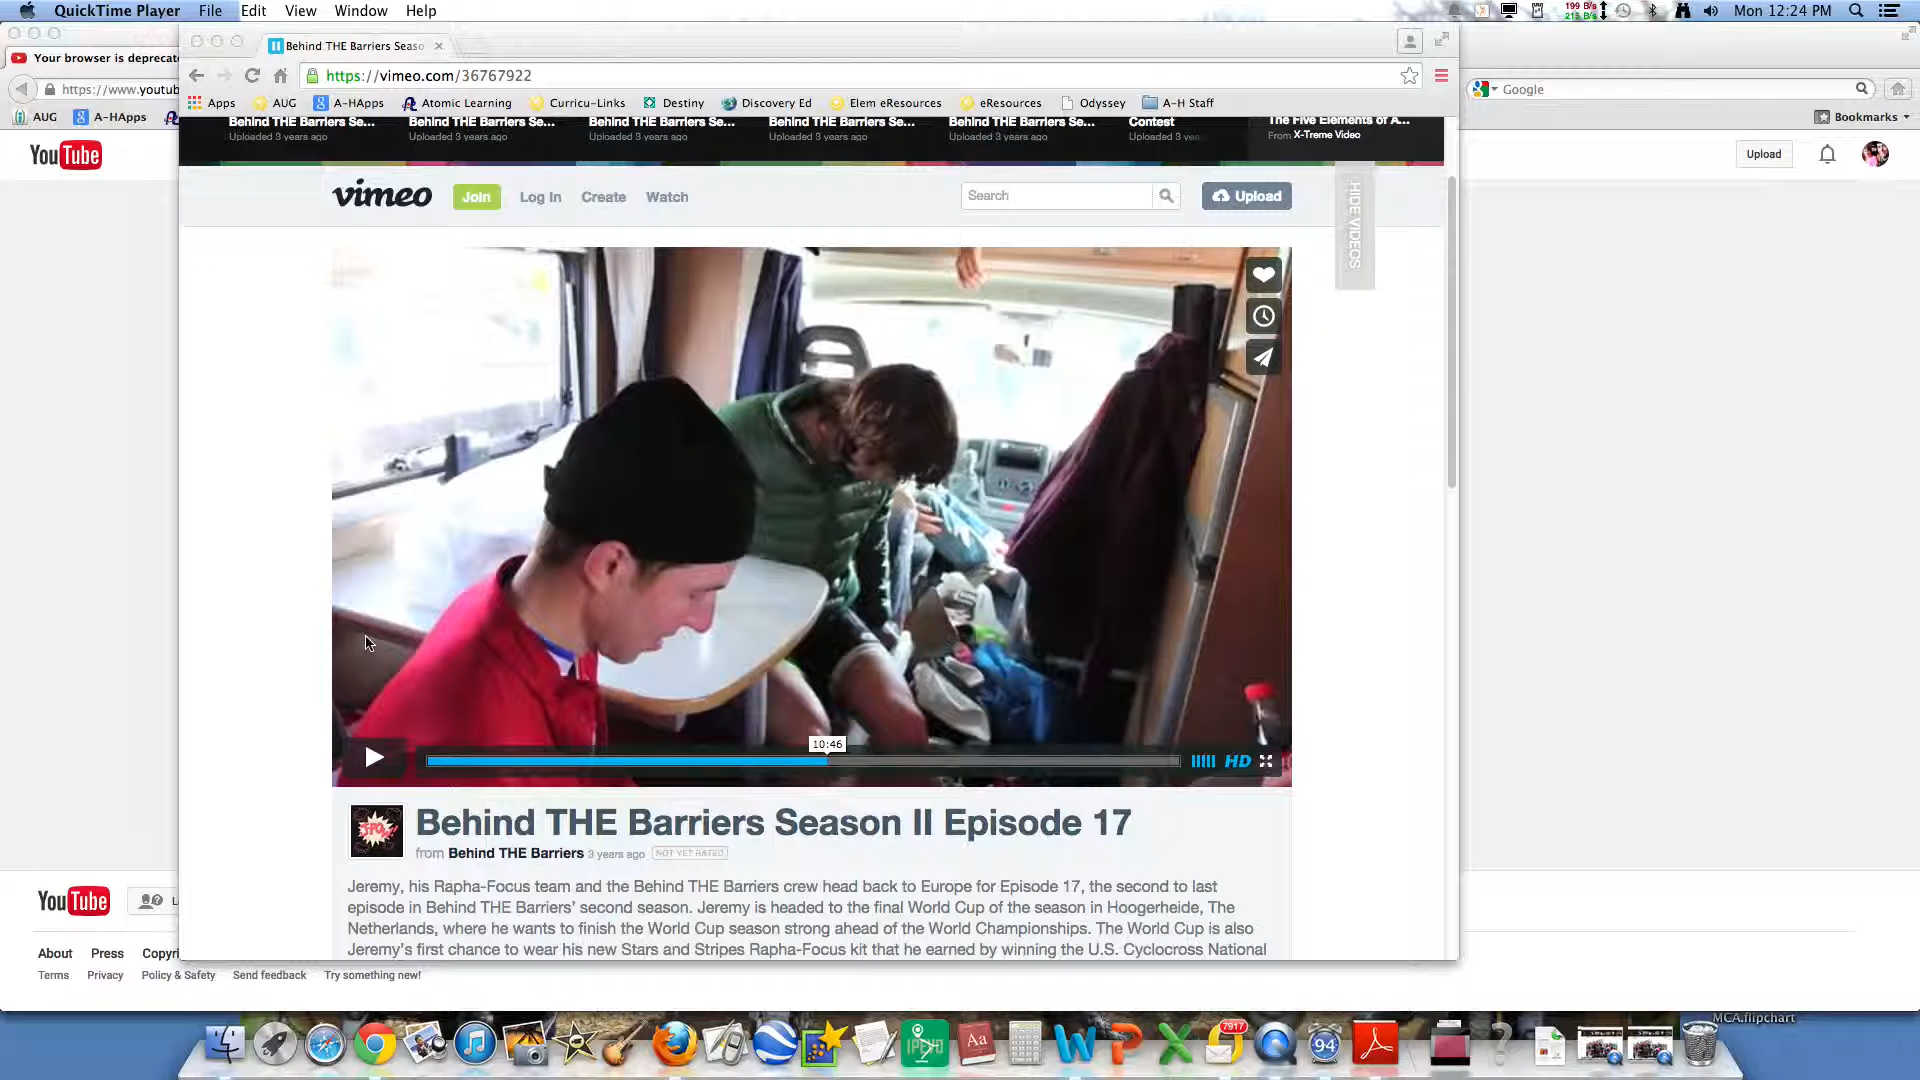 QuickTime Player File Edit View Window Help
199 B/s
215 B/s
Mon 12:24 PM
Behind THE Barriers Seaso
Your browser is deprecate
https://vimeo.com/36767922
https://www.youtub
Google
Apps AUG A-HApps Atomic Learning Curricu-Links Destiny Discovery Ed Elem eResources eResources Odyssey A-H Staff
AUG A-HApps
Bookmarks
Behind THE Barriers Se... Behind THE Barriers Se... Behind THE Barriers Se... Behind THE Barriers Se... Behind THE Barriers Se... Contest The Five Elements of A...
Uploaded 3 years ago Uploaded 3 years ago Uploaded 3 years ago Uploaded 3 years ago Uploaded 3 years ago Uploaded 3 yea From X-Treme Video
YouTube
Upload
vimeo Join Log In Create Watch Search Upload
HIDE VIDEOS
10:46
HD
Behind THE Barriers Season II Episode 17
from Behind THE Barriers 3 years ago NOT YET RATED
Jeremy, his Rapha-Focus team and the Behind THE Barriers crew head back to Europe for Episode 17, the second to last
episode in Behind THE Barriers' second season. Jeremy is headed to the final World Cup of the season in Hoogerheide, The
Netherlands, where he wants to finish the World Cup season strong ahead of the World Championships. The World Cup is also
Jeremy's first chance to wear his new Stars and Stripes Rapha-Focus kit that he earned by winning the U.S. Cyclocross National
YouTube L
About Press Copyri
Terms Privacy Policy & Safety Send feedback Try something new!
MCA.flipchart
IPEVO
Aa
7917
94